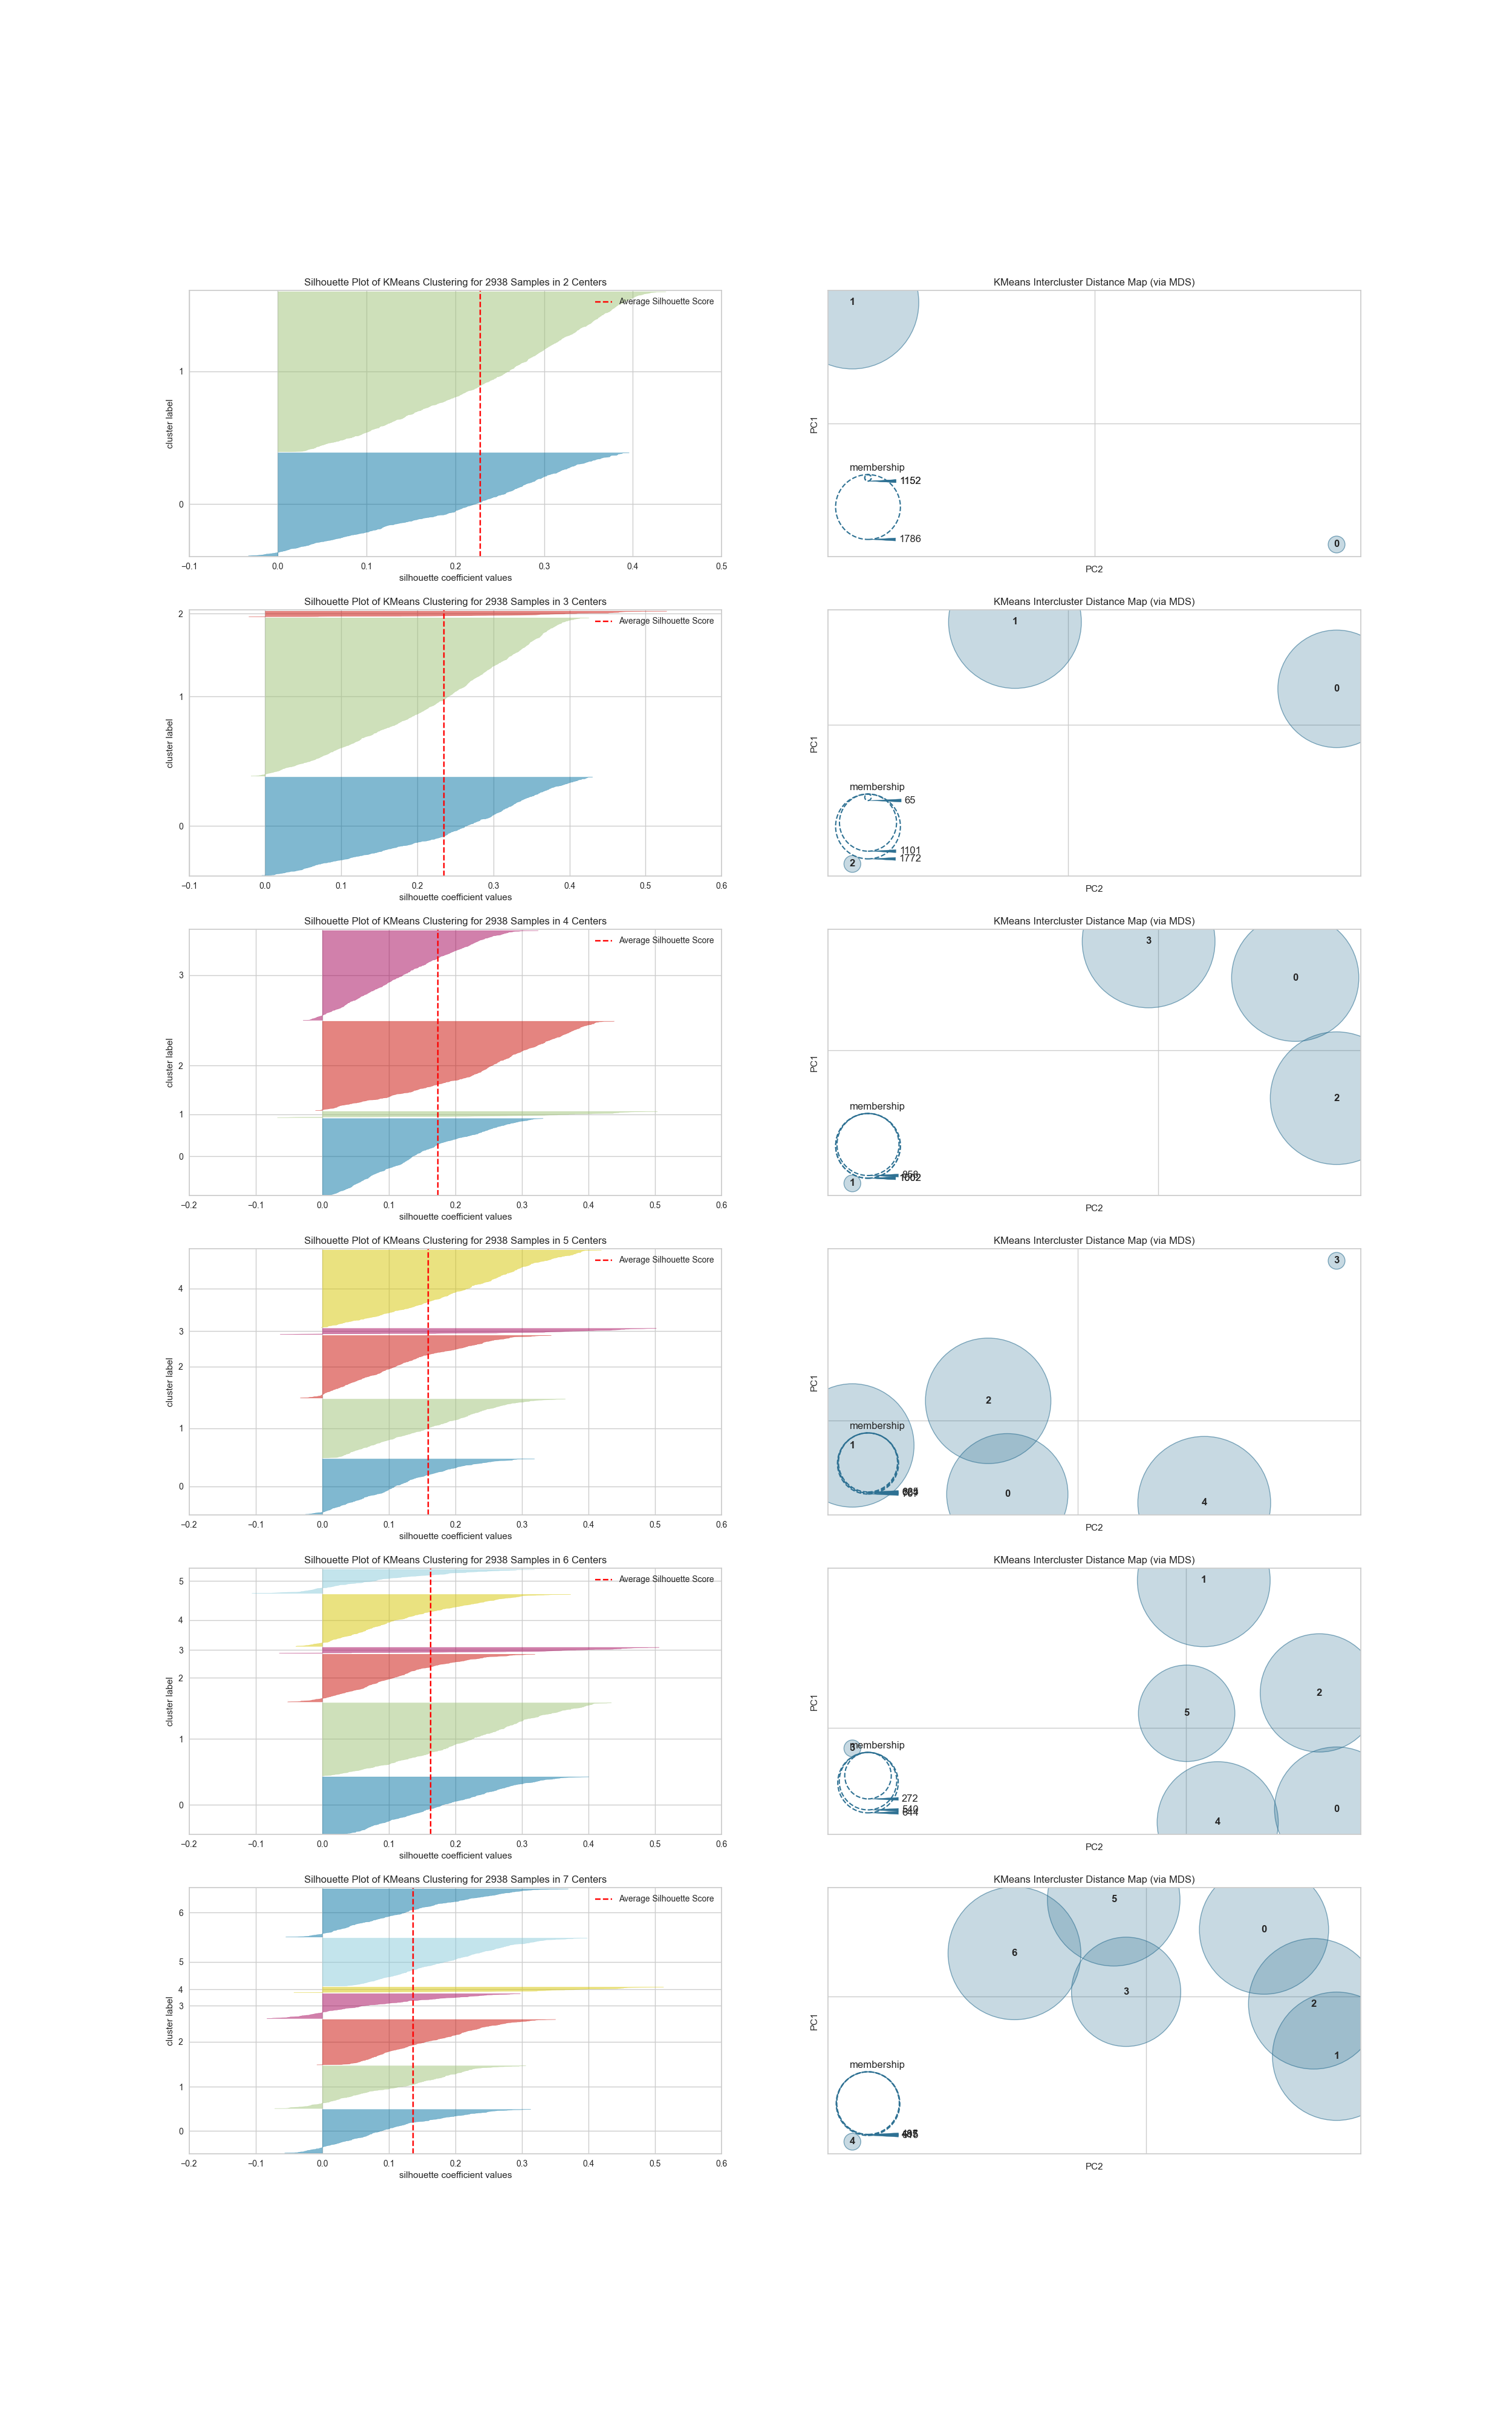 Silhouette Plot of KMeans Clustering for 2938 Samples in 2 Centers
Average Silhouette Score
cluster label
1
0
−0.1 0.0 0.1 0.2 0.3 0.4 0.5
silhouette coefficient values
KMeans Intercluster Distance Map (via MDS)
1
PC1
membership
1152
1786
0
PC2
Silhouette Plot of KMeans Clustering for 2938 Samples in 3 Centers
2
Average Silhouette Score
1
cluster label
0
−0.1 0.0 0.1 0.2 0.3 0.4 0.5 0.6
silhouette coefficient values
KMeans Intercluster Distance Map (via MDS)
1
0
PC1
membership
65
1101
1772
2
PC2
Silhouette Plot of KMeans Clustering for 2938 Samples in 4 Centers
Average Silhouette Score
3
cluster label
2
1
0
−0.2 −0.1 0.0 0.1 0.2 0.3 0.4 0.5 0.6
silhouette coefficient values
KMeans Intercluster Distance Map (via MDS)
3
0
PC1
2
membership
1002
1
PC2
Silhouette Plot of KMeans Clustering for 2938 Samples in 5 Centers
Average Silhouette Score
4
3
2
cluster label
1
0
−0.2 −0.1 0.0 0.1 0.2 0.3 0.4 0.5 0.6
silhouette coefficient values
KMeans Intercluster Distance Map (via MDS)
3
PC1
2
membership
1
0
4
PC2
Silhouette Plot of KMeans Clustering for 2938 Samples in 6 Centers
5
Average Silhouette Score
4
3
2
cluster label
1
0
−0.2 −0.1 0.0 0.1 0.2 0.3 0.4 0.5 0.6
silhouette coefficient values
KMeans Intercluster Distance Map (via MDS)
1
2
PC1
5
3
membership
272
0
4
PC2
Silhouette Plot of KMeans Clustering for 2938 Samples in 7 Centers
Average Silhouette Score
6
5
4
3
cluster label
2
1
0
−0.2 −0.1 0.0 0.1 0.2 0.3 0.4 0.5 0.6
silhouette coefficient values
KMeans Intercluster Distance Map (via MDS)
5
0
6
3
2
PC1
1
membership
4
PC2